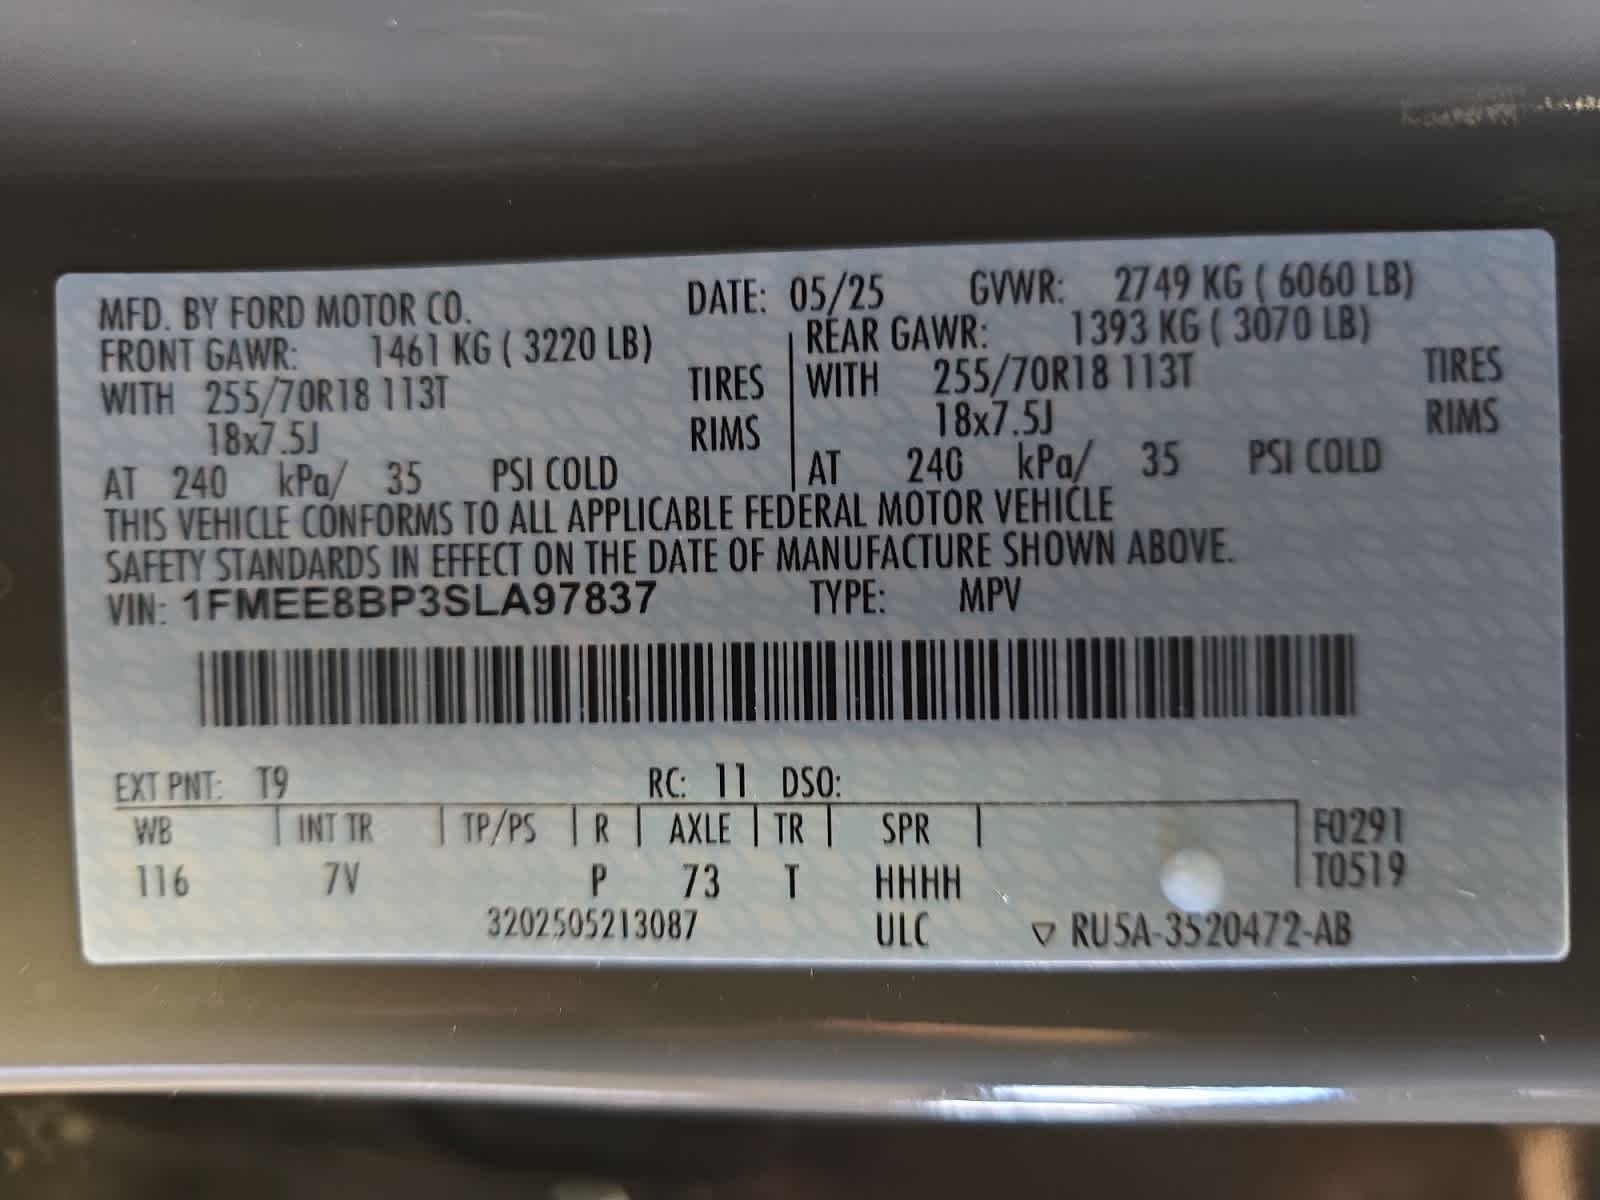 MFD. BY FORD MOTOR CO. DATE: 05/25 GVWR: 2749 KG ( 6060 LB)
FRONT GAWR: 1461 KG ( 3220 LB) REAR GAWR: 1393 KG ( 3070 LB)
WITH 255/70R18 113T TIRES WITH 255/70R18 113T TIRES
18x7.5J RIMS 18x7.5J RIMS
AT 240 kPa/ 35 PSI COLD AT 240 kPa/ 35 PSI COLD
THIS VEHICLE CONFORMS TO ALL APPLICABLE FEDERAL MOTOR VEHICLE
SAFETY STANDARDS IN EFFECT ON THE DATE OF MANUFACTURE SHOWN ABOVE.
VIN: 1FMEE8BP3SLA97837 TYPE: MPV
EXT PNT: T9 RC: 11 DSO:
WB INT TR TP/PS R AXLE TR SPR F0291
116 7V P 73 T HHHH T0519
3202505213087 ULC ▽ RU5A-3520472-AB